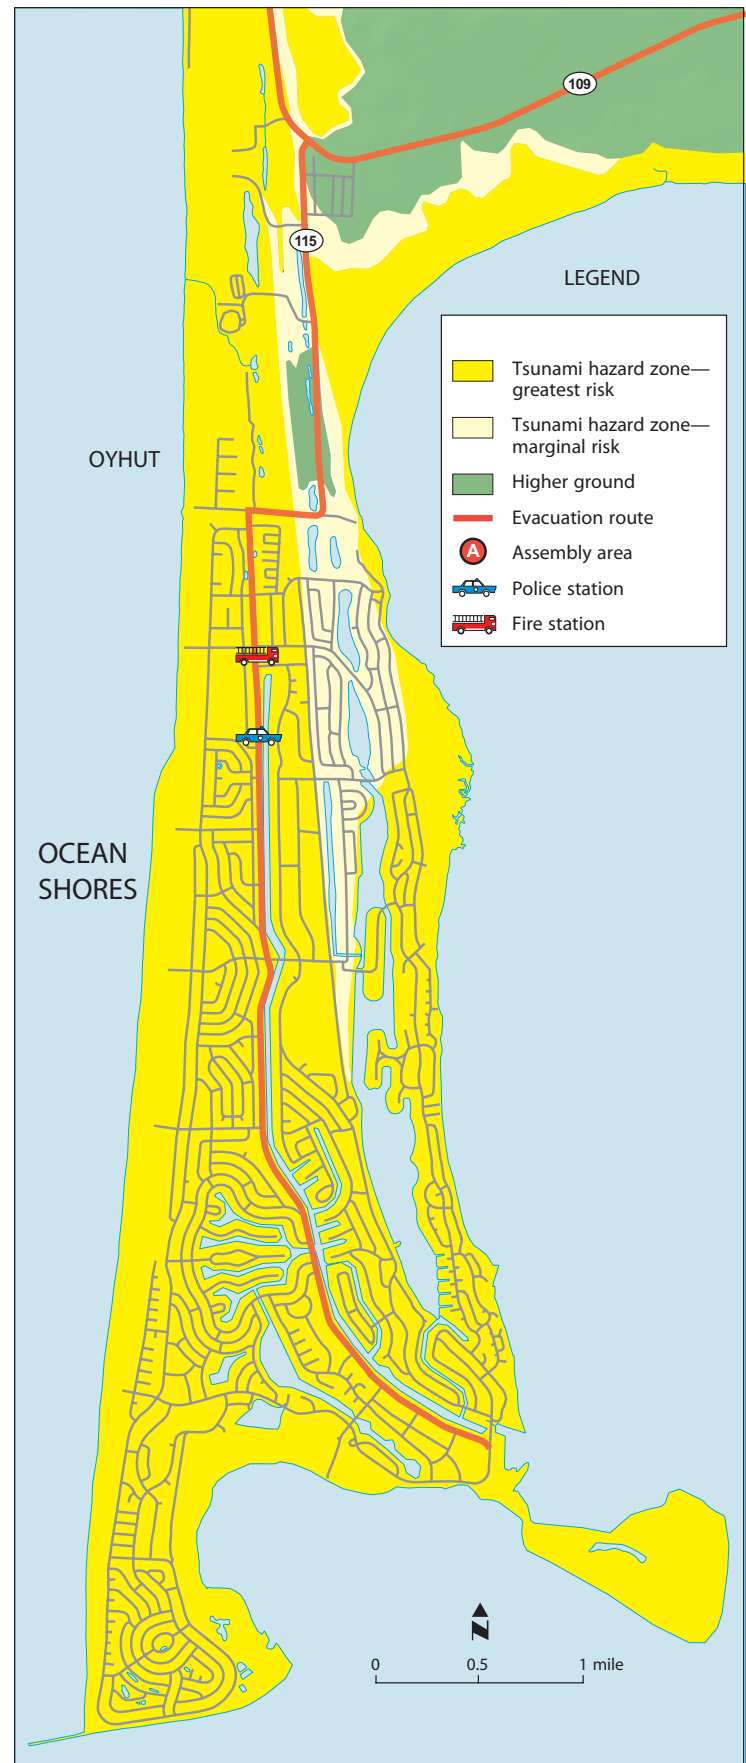 109
115
LEGEND
Tsunami hazard zone—
greatest risk
Tsunami hazard zone—
marginal risk
Higher ground
Evacuation route
A
Assembly area
Police station
Fire station
OYHUT
OCEAN
SHORES
N
0 0.5 1 mile